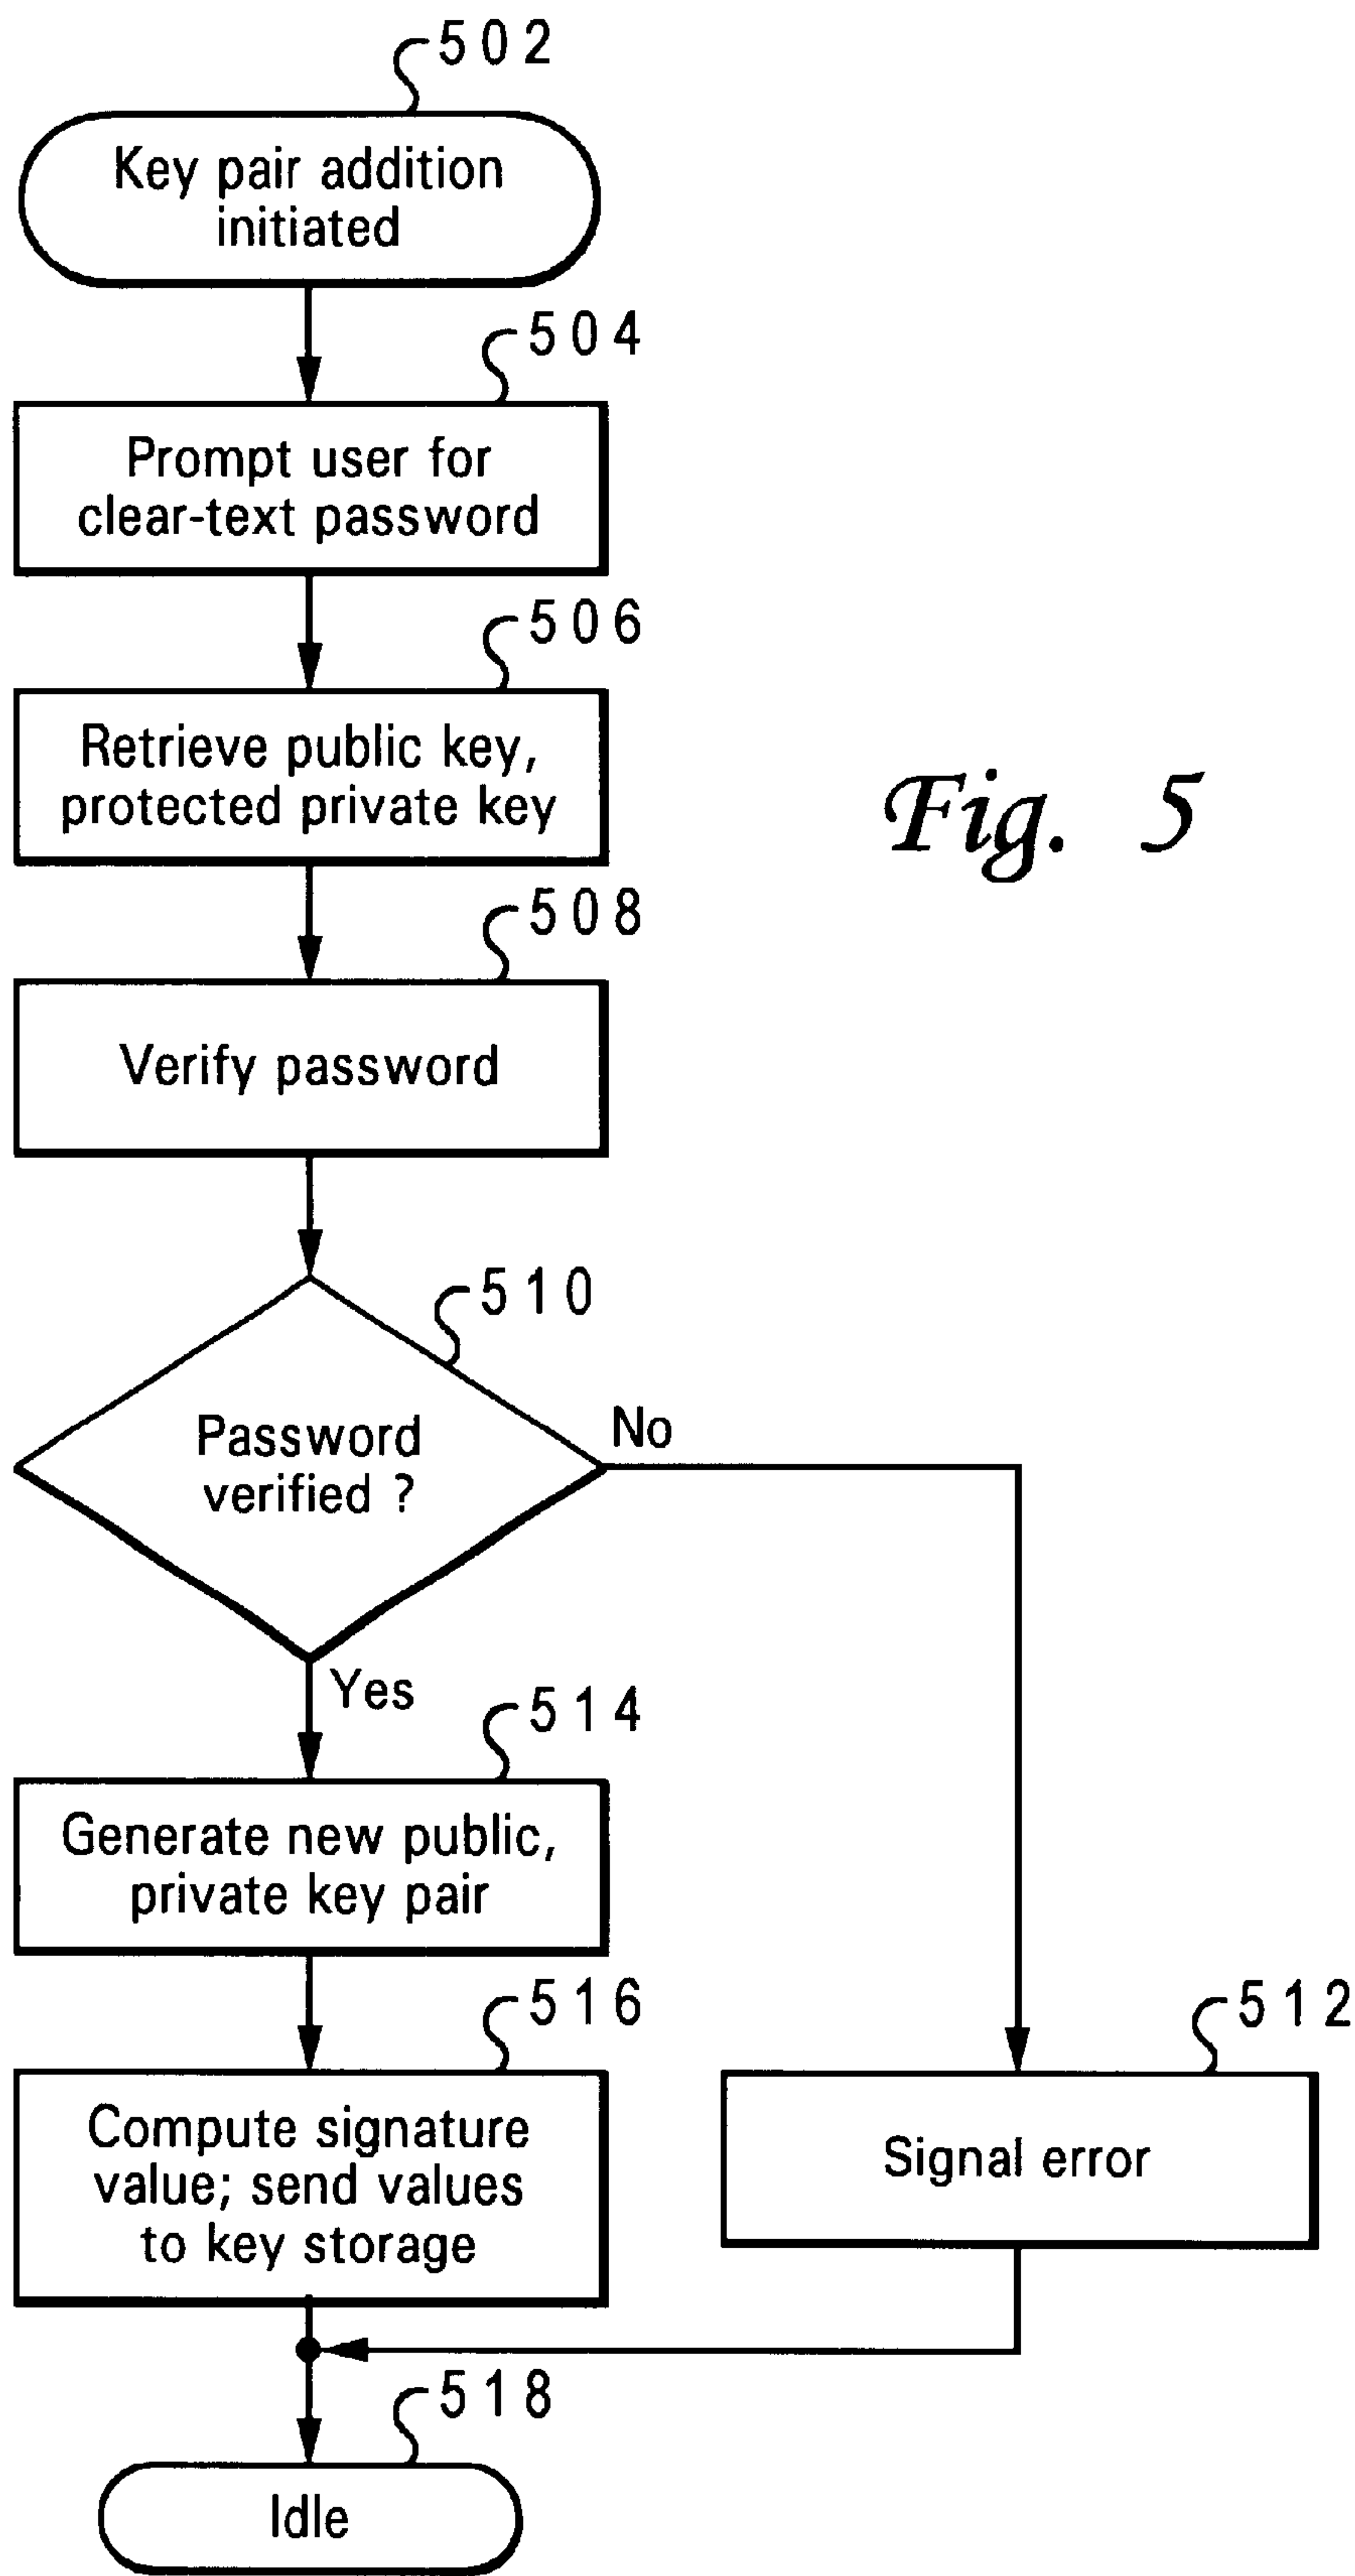 502
Key pair addition
initiated
504
Prompt user for
clear-text password
506
Retrieve public key,
protected private key
Fig. 5
508
Verify password
510
Password
verified ?
No
Yes
514
Generate new public,
private key pair
516
Compute signature
value; send values
to key storage
512
Signal error
518
Idle